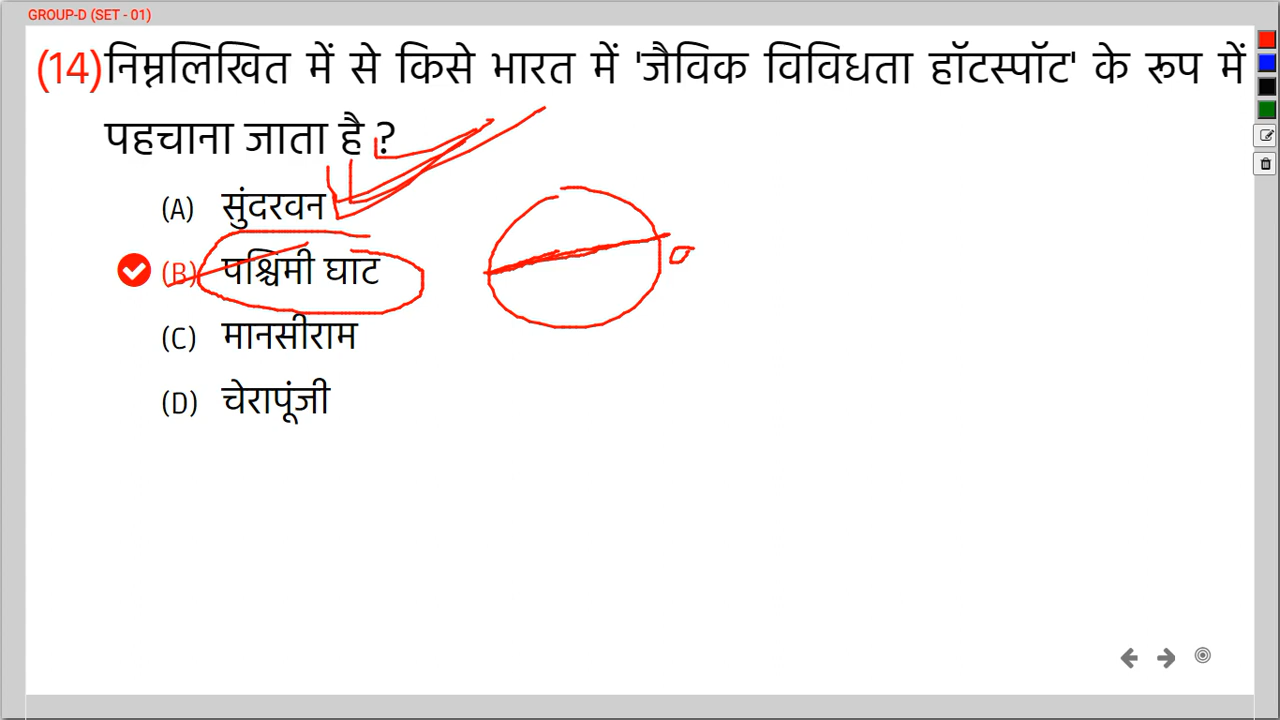 GROUP-D (SET - 01)
(14) निम्नलिखित में से किसे भारत में 'जैविक विविधता हॉटस्पॉट' के रूप में
पहचाना जाता है ?
(A) सुंदरवन
(B) पश्चिमी घाट
(C) मानसीराम
(D) चेरापूंजी